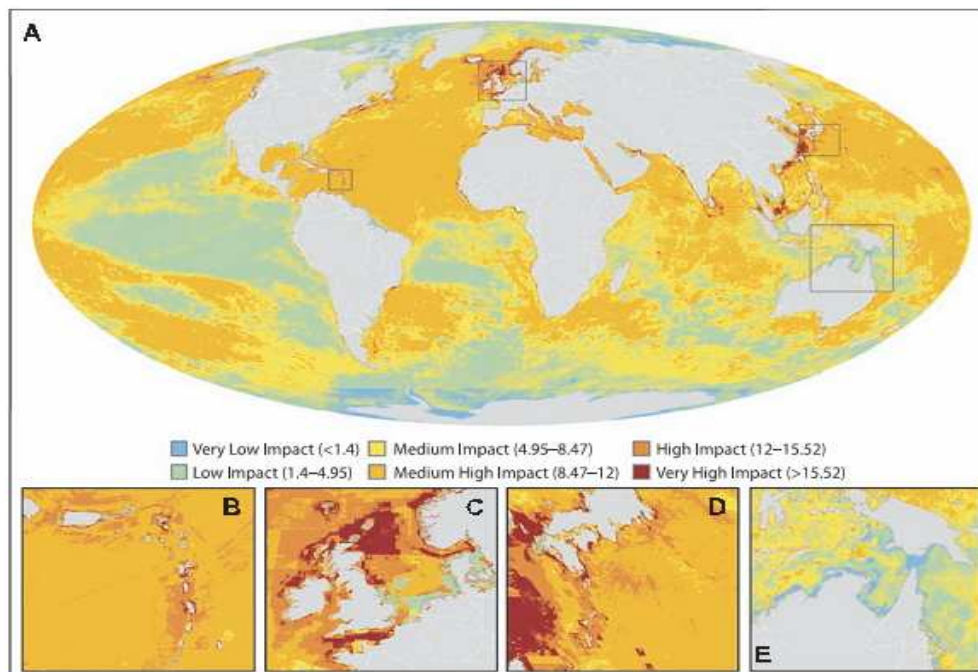 A
Very Low Impact (<1.4) Medium Impact (4.95–8.47) High Impact (12–15.52)
Low Impact (1.4–4.95) Medium High Impact (8.47–12) Very High Impact (>15.52)
B
C
D
E